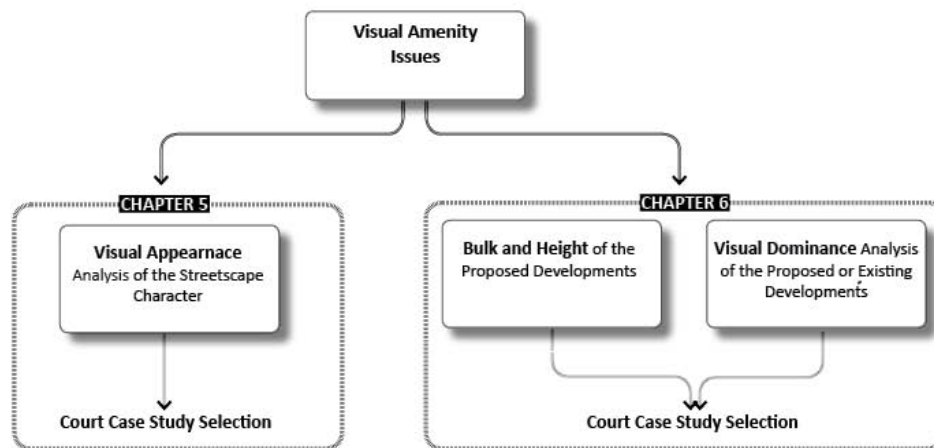 Visual Amenity
Issues
CHAPTER 5
Visual Appearnace
Analysis of the Streetscape
Character
Court Case Study Selection
CHAPTER 6
Bulk and Height of the
Proposed Developments
Visual Dominance Analysis
of the Proposed or Existing
Developments
Court Case Study Selection